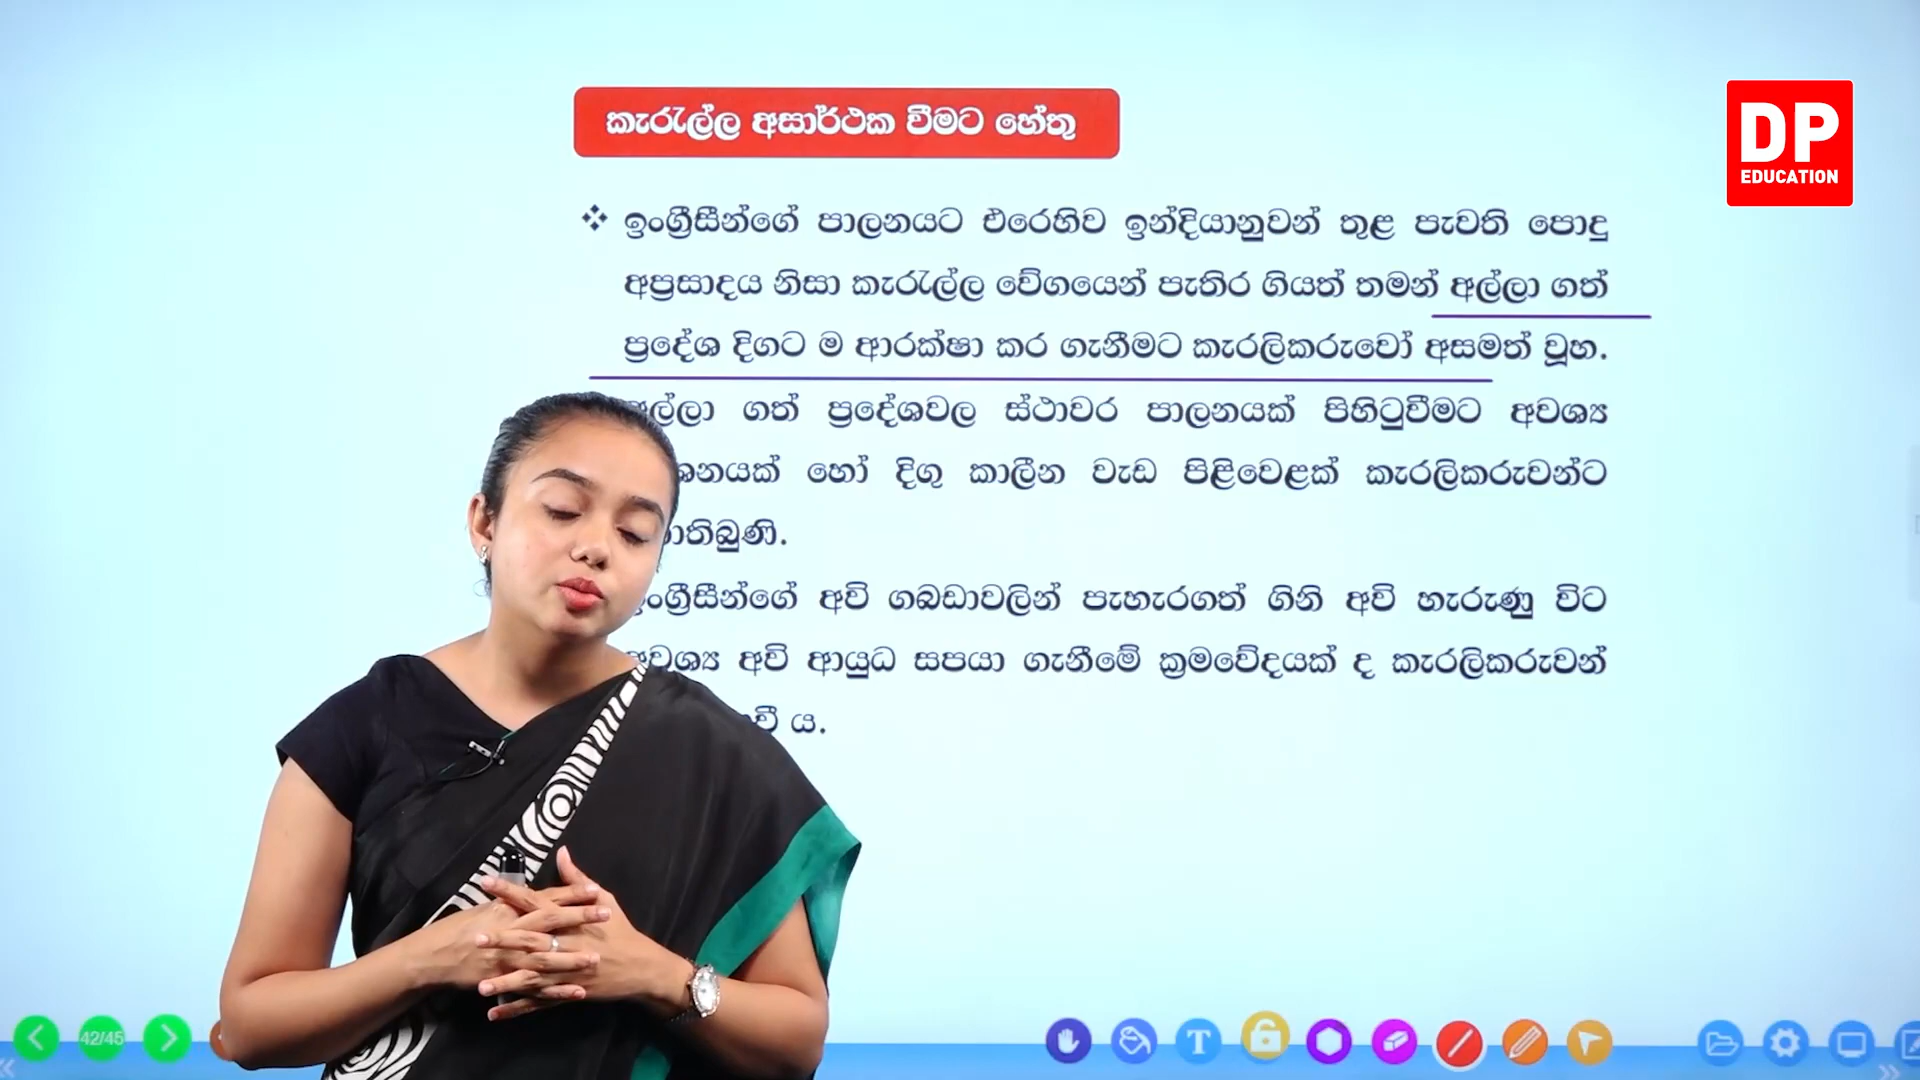 කැරැල්ල අසාර්ථක වීමට හේතු
DP
EDUCATION
ඉංග්‍රීසීන්ගේ පාලනයට එරෙහිව ඉන්දියානුවන් තුළ පැවති පොදු
අප්‍රසාදය නිසා කැරැල්ල වේගයෙන් පැතිර ගියත් තමන් අල්ලා ගත්
ප්‍රදේශ දිගට ම ආරක්ෂා කර ගැනීමට කැරලිකරුවෝ අසමත් වූහ.
ගත් ප්‍රදේශවල ස්ථාවර පාලනයක් පිහිටුවීමට අවශ්‍ය
හෝ දිගු කාලීන වැඩ පිළිවෙළක් කැරලිකරුවන්ට
ඉංග්‍රීසීන්ගේ අවි ගබඩාවලින් පැහැරගත් ගිනි අවි හැරුණු විට
අවශ්‍ය අවි ආයුධ සපයා ගැනීමේ ක්‍රමවේදයක් ද කැරලිකරුවන්
ය.
42/45
T